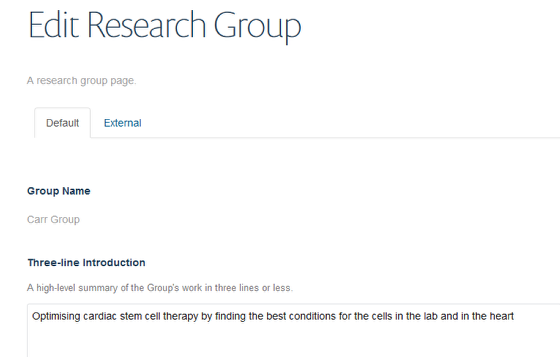 Edit Research Group
A research group page.
Default External
Group Name
Carr Group
Three-line Introduction
A high-level summary of the Group's work in three lines or less.
Optimising cardiac stem cell therapy by finding the best conditions for the cells in the lab and in the heart